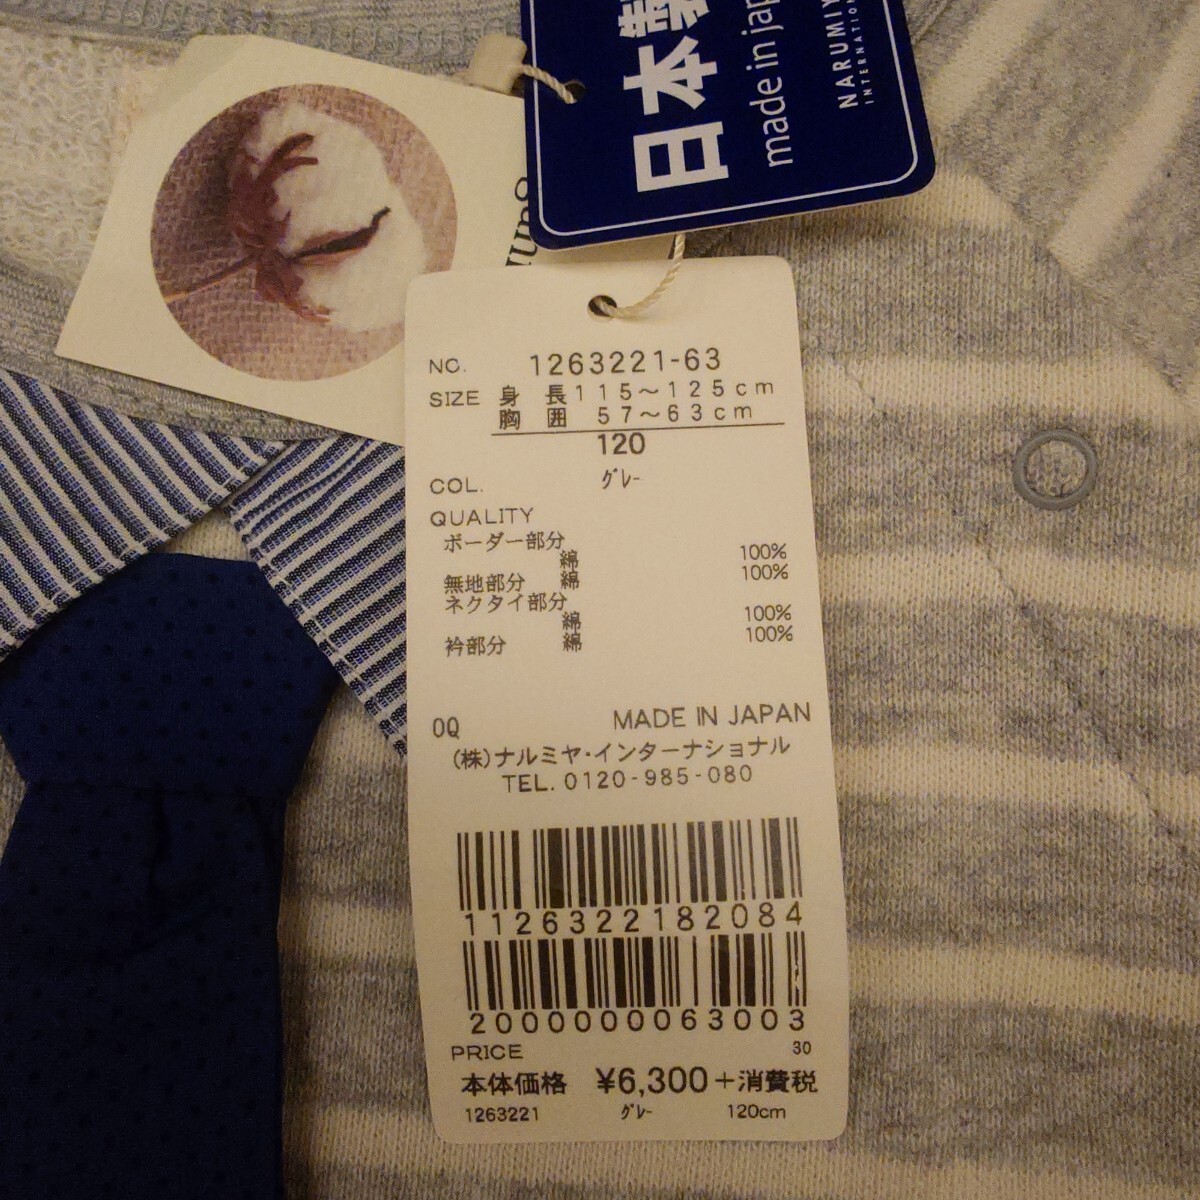 日本製
made in
NARUMIY
INTERNATION
NO. 1263221-63
SIZE 身 長 115～125cm
胸 囲 57～63cm
120
COL. ｸﾞﾚｰ
QUALITY
ボーダー部分
綿 100%
無地部分 綿 100%
ネクタイ部分
綿 100%
衿部分 綿 100%
0Q MADE IN JAPAN
(株)ナルミヤ・インターナショナル
TEL. 0120-985-080
1126322182084
2000000063003
PRICE 30
本体価格 ¥6,300+消費税
1263221 ｸﾞﾚｰ 120cm